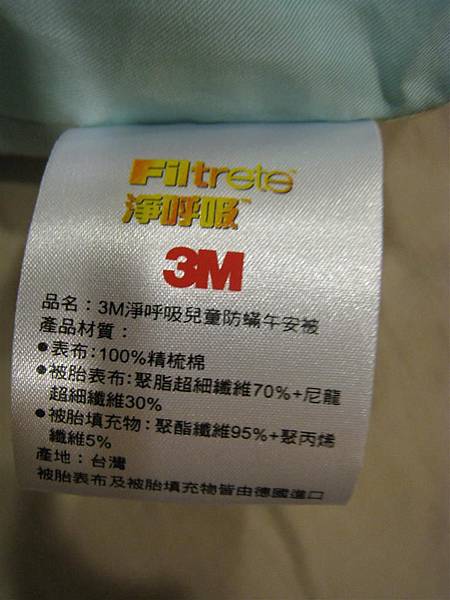 Filtrete™
淨呼吸™
3M
品名：3M淨呼吸兒童防蟎午安被
產品材質：
●表布：100%精梳棉
●被胎表布：聚脂超細纖維70%+尼龍
超細纖維30%
●被胎填充物：聚酯纖維95%+聚丙烯
纖維5%
產地：台灣
被胎表布及被胎填充物皆由德國進口